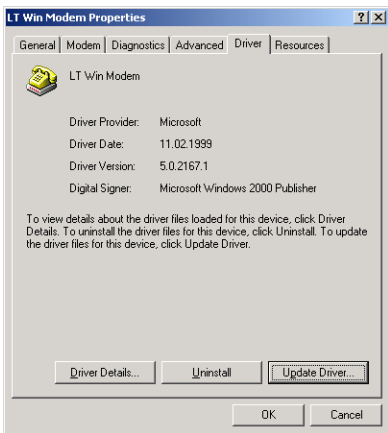 LT Win Modem Properties
General Modem Diagnostics Advanced Driver Resources
LT Win Modem
Driver Provider: Microsoft
Driver Date: 11.02.1999
Driver Version: 5.0.2167.1
Digital Signer: Microsoft Windows 2000 Publisher
To view details about the driver files loaded for this device, click Driver
Details. To uninstall the driver files for this device, click Uninstall. To update
the driver files for this device, click Update Driver.
Driver Details... Uninstall Update Driver...
OK Cancel